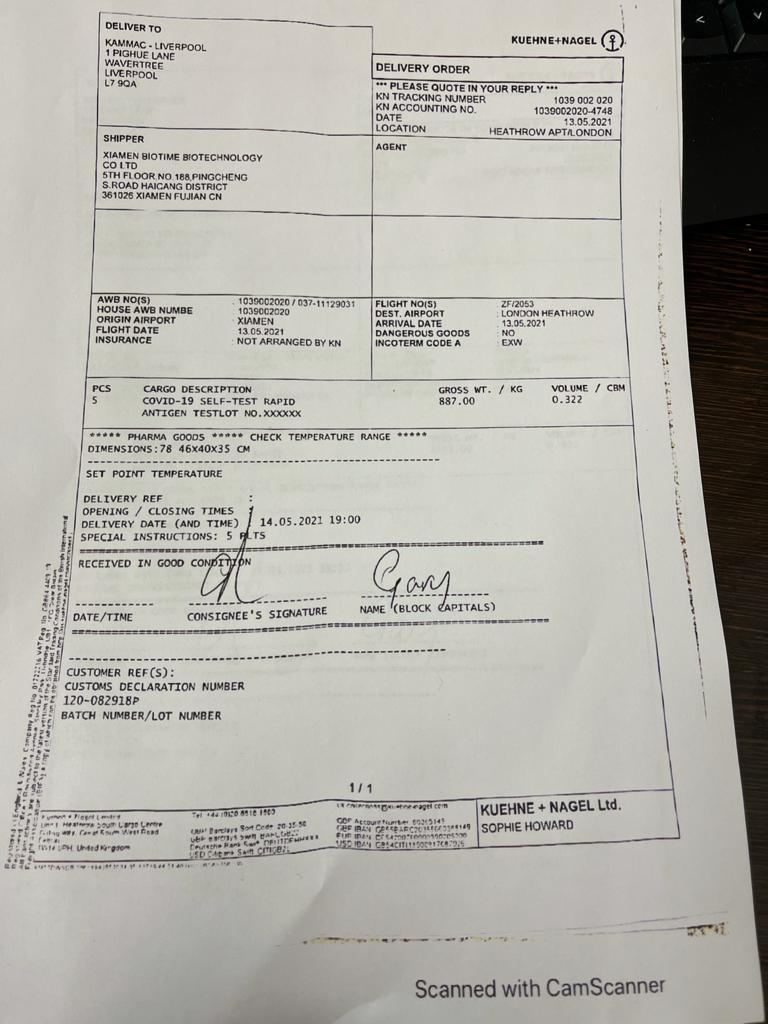 DELIVER TO
KAMMAC - LIVERPOOL
1 PIGHUE LANE
WAVERTREE
LIVERPOOL
L7 9QA
KUEHNE+NAGEL
DELIVERY ORDER
*** PLEASE QUOTE IN YOUR REPLY ***
KN TRACKING NUMBER 1039 002 020
KN ACCOUNTING NO. 1039002020-4748
DATE 13.05.2021
LOCATION HEATHROW APT/LONDON
SHIPPER
XIAMEN BIOTIME BIOTECHNOLOGY
CO LTD
5TH FLOOR,NO.188,PINGCHENG
S.ROAD HAICANG DISTRICT
361026 XIAMEN FUJIAN CN
AGENT
AWB NO(S) : 1039002020 / 037-11129031
HOUSE AWB NUMBE 1039002020
ORIGIN AIRPORT : XIAMEN
FLIGHT DATE 13.05.2021
INSURANCE : NOT ARRANGED BY KN
FLIGHT NO(S) : ZF/2053
DEST. AIRPORT : LONDON HEATHROW
ARRIVAL DATE : 13.05.2021
DANGEROUS GOODS : NO
INCOTERM CODE A : EXW
PCS CARGO DESCRIPTION GROSS WT. / KG VOLUME / CBM
5 COVID-19 SELF-TEST RAPID 887.00 0.322
ANTIGEN TESTLOT NO.XXXXXX
***** PHARMA GOODS ***** CHECK TEMPERATURE RANGE *****
DIMENSIONS:78 46x40x35 CM
SET POINT TEMPERATURE
DELIVERY REF :
OPENING / CLOSING TIMES :
DELIVERY DATE (AND TIME) 14.05.2021 19:00
SPECIAL INSTRUCTIONS: 5 PLTS
RECEIVED IN GOOD CONDITION
Gary
DATE/TIME CONSIGNEE'S SIGNATURE NAME (BLOCK CAPITALS)
CUSTOMER REF(S):
CUSTOMS DECLARATION NUMBER
120-082918P
BATCH NUMBER/LOT NUMBER
1 / 1
KUEHNE + NAGEL Ltd.
SOPHIE HOWARD
United Kingdom
Scanned with CamScanner